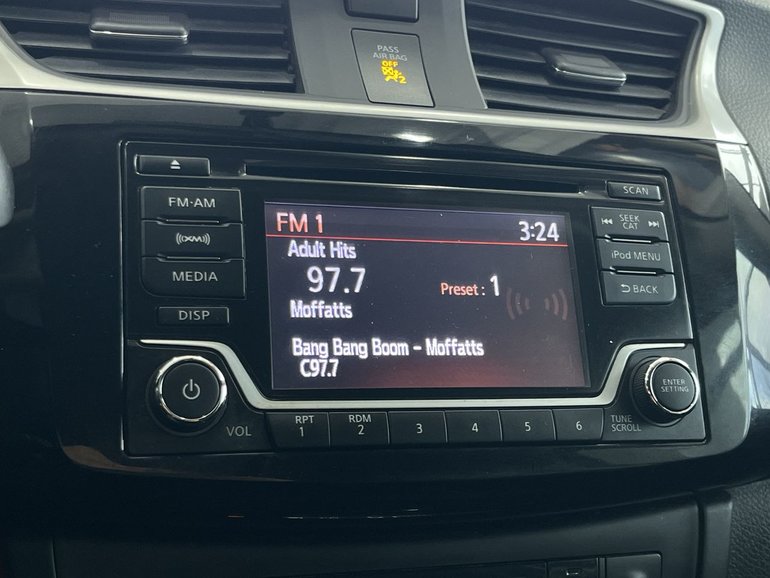 PASS
AIR BAG
OFF
2
SCAN
FM·AM
((XM))
MEDIA
DISP
SEEK
CAT
iPod MENU
BACK
FM 1
3:24
Adult Hits
97.7
Preset : 1
Moffatts
Bang Bang Boom - Moffatts
C97.7
VOL
RPT
1
RDM
2
3
4
5
6
TUNE
SCROLL
ENTER
SETTING